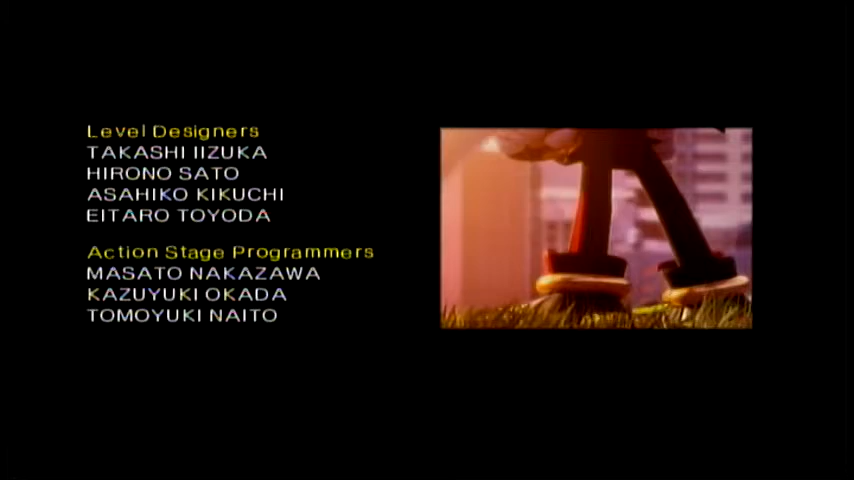 Level Designers
TAKASHI IIZUKA
HIRONO SATO
ASAHIKO KIKUCHI
EITARO TOYODA
Action Stage Programmers
MASATO NAKAZAWA
KAZUYUKI OKADA
TOMOYUKI NAITO